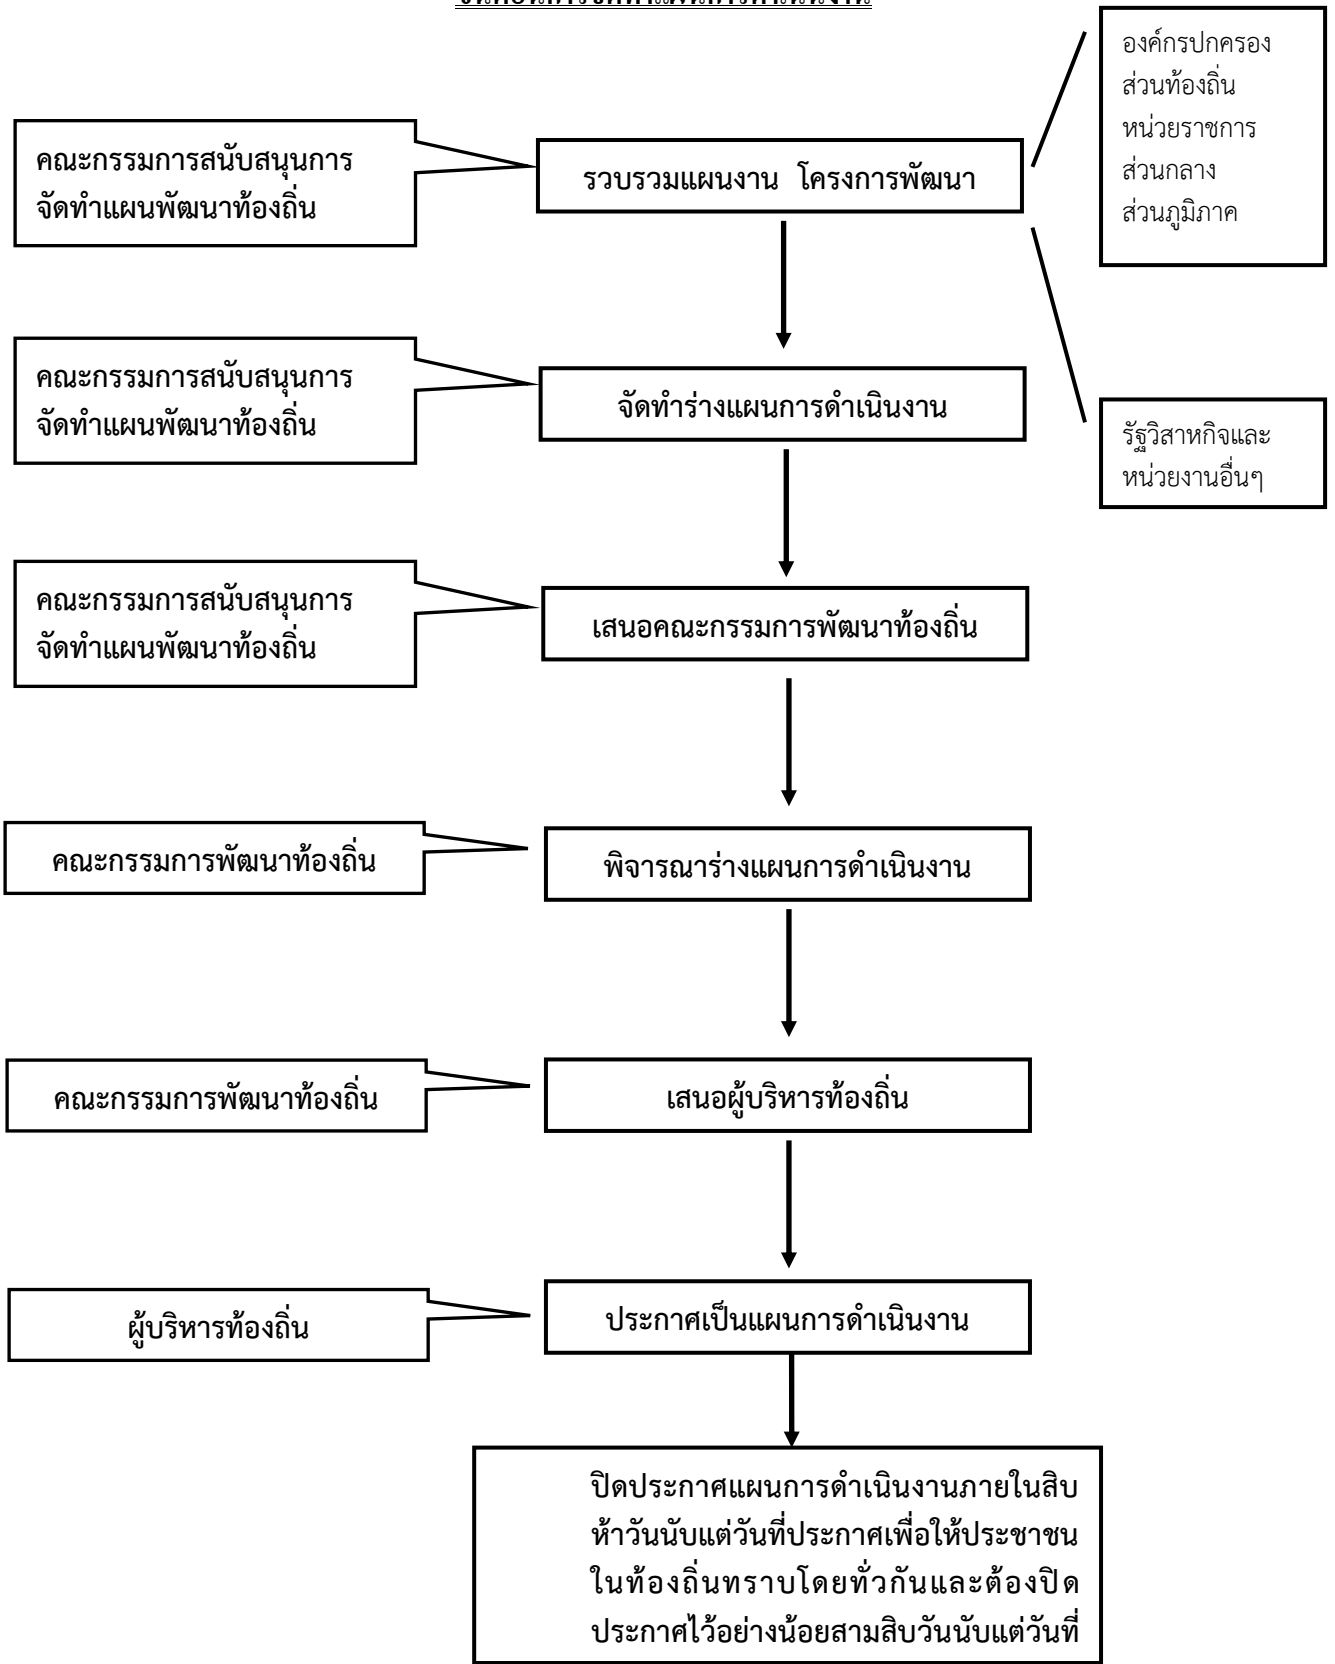 องค์กรปกครอง
ส่วนท้องถิ่น
หน่วยราชการ
ส่วนกลาง
ส่วนภูมิภาค
คณะกรรมการสนับสนุนการ
จัดทำแผนพัฒนาท้องถิ่น
รวบรวมแผนงาน โครงการพัฒนา
คณะกรรมการสนับสนุนการ
จัดทำแผนพัฒนาท้องถิ่น
จัดทำร่างแผนการดำเนินงาน
รัฐวิสาหกิจและ
หน่วยงานอื่นๆ
คณะกรรมการสนับสนุนการ
จัดทำแผนพัฒนาท้องถิ่น
เสนอคณะกรรมการพัฒนาท้องถิ่น
คณะกรรมการพัฒนาท้องถิ่น
พิจารณาร่างแผนการดำเนินงาน
คณะกรรมการพัฒนาท้องถิ่น
เสนอผู้บริหารท้องถิ่น
ผู้บริหารท้องถิ่น
ประกาศเป็นแผนการดำเนินงาน
ปิดประกาศแผนการดำเนินงานภายในสิบ
ห้าวันนับแต่วันที่ประกาศเพื่อให้ประชาชน
ในท้องถิ่นทราบโดยทั่วกันและต้องปิด
ประกาศไว้อย่างน้อยสามสิบวันนับแต่วันที่